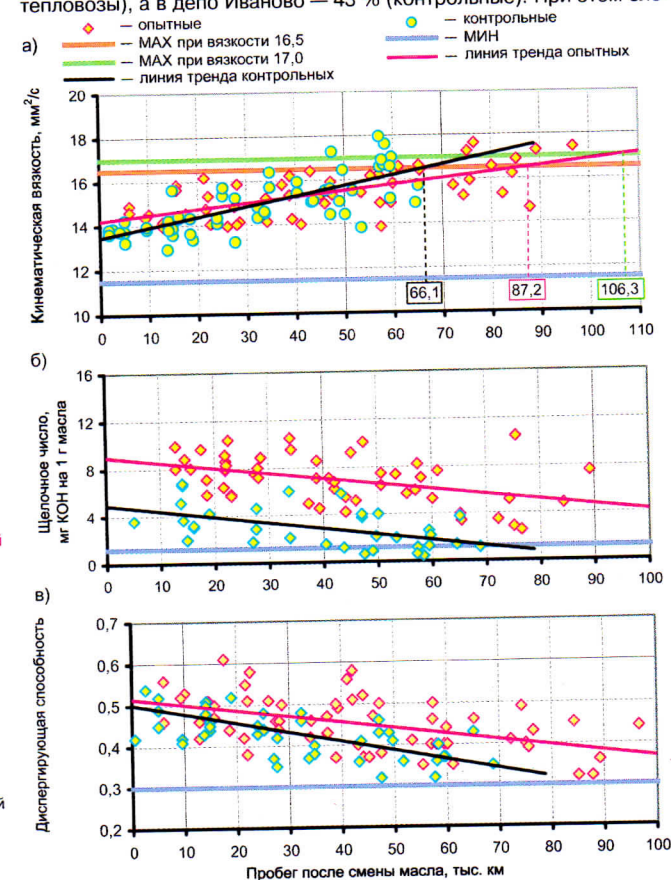 тепловозы), а в депо Иваново — 43 % (контрольные). При этом
а)
— опытные
— контрольные
— MAX при вязкости 16,5
— МИН
— MAX при вязкости 17,0
— линия тренда опытных
— линия тренда контрольных
Кинематическая вязкость, мм²/с
20
18
16
14
12
10
66,1
87,2
106,3
0 10 20 30 40 50 60 70 80 90 100 110
б)
Щелочное число,
мг КОН на 1 г масла
16
12
8
4
0
0 10 20 30 40 50 60 70 80 90 100
в)
Диспергирующая способность
0,7
0,6
0,5
0,4
0,3
0,2
0 10 20 30 40 50 60 70 80 90 100
Пробег после смены масла, тыс. км
й
й